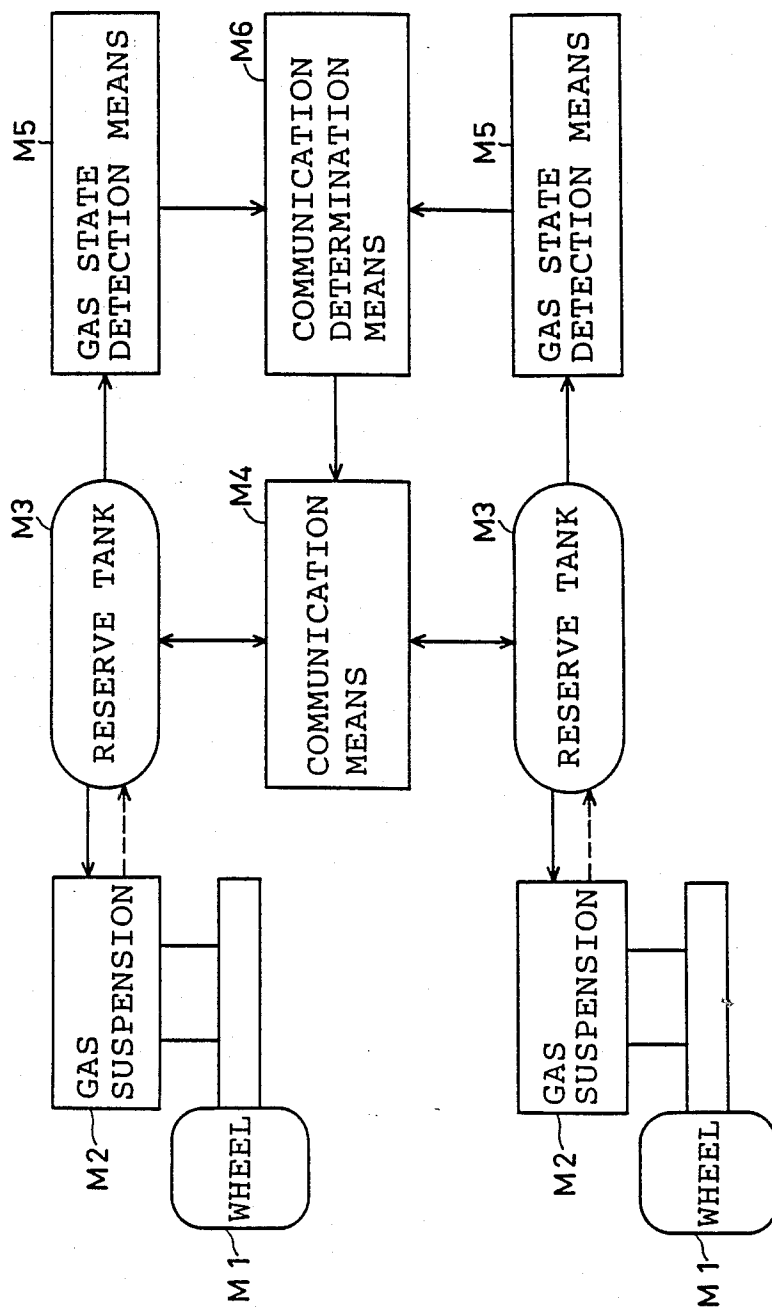 M5
GAS STATE
DETECTION MEANS
M6
COMMUNICATION
DETERMINATION
MEANS
M5
GAS STATE
DETECTION MEANS
M3
RESERVE TANK
M4
COMMUNICATION
MEANS
M3
RESERVE TANK
GAS
SUSPENSION
M2
WHEEL
M1
GAS
SUSPENSION
M2
WHEEL
M1